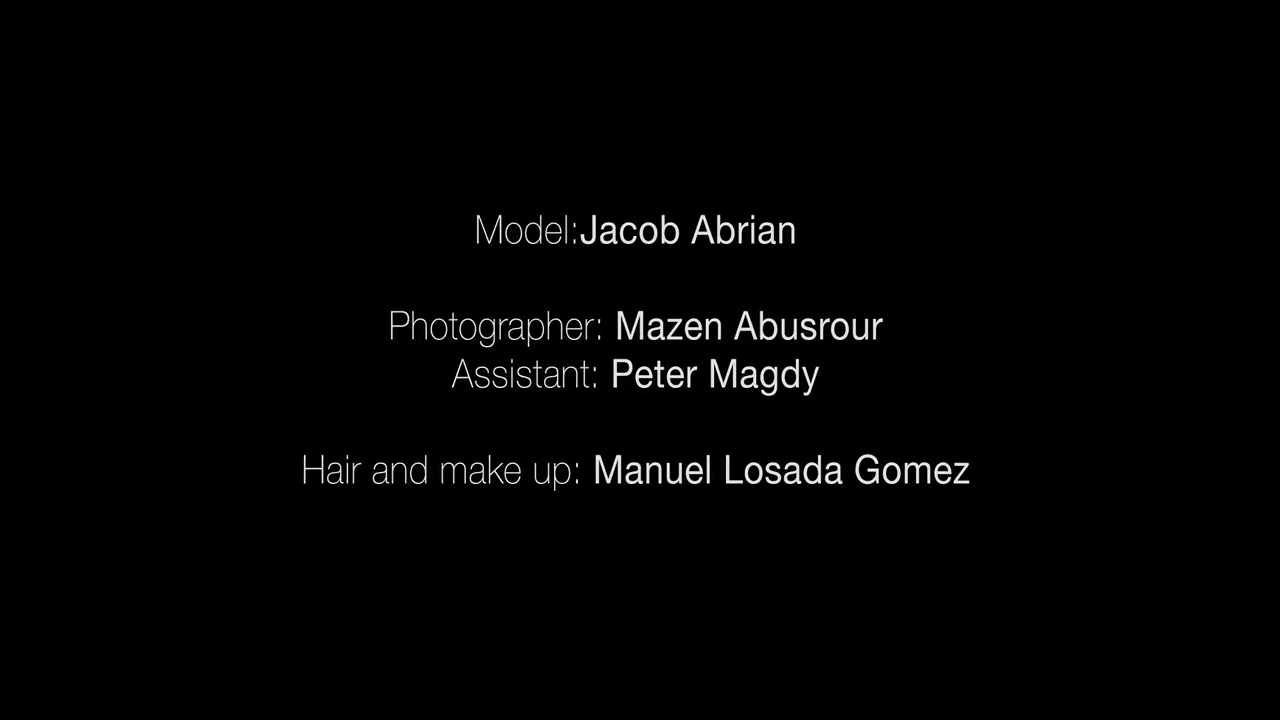 Model:Jacob Abrian
Photographer: Mazen Abusrour
Assistant: Peter Magdy
Hair and make up: Manuel Losada Gomez